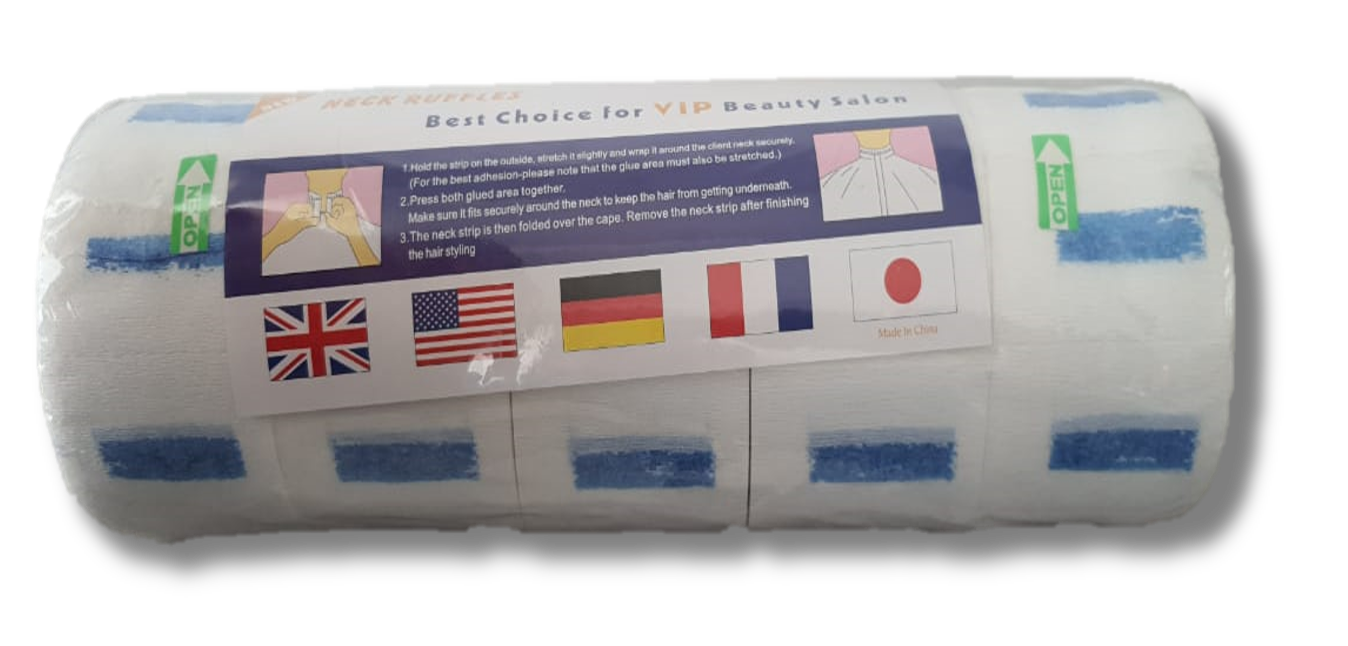 NECK RUFFLES
Best Choice for VIP Beauty Salon
1.Hold the strip on the outside, stretch it slightly and wrap it around the client neck securely.
(For the best adhesion-please note that the glue area must also be stretched.)
2.Press both glued area together.
Make sure it fits securely around the neck to keep the hair from getting underneath.
3.The neck strip is then folded over the cape. Remove the neck strip after finishing
the hair styling
OPEN
OPEN
Made In China